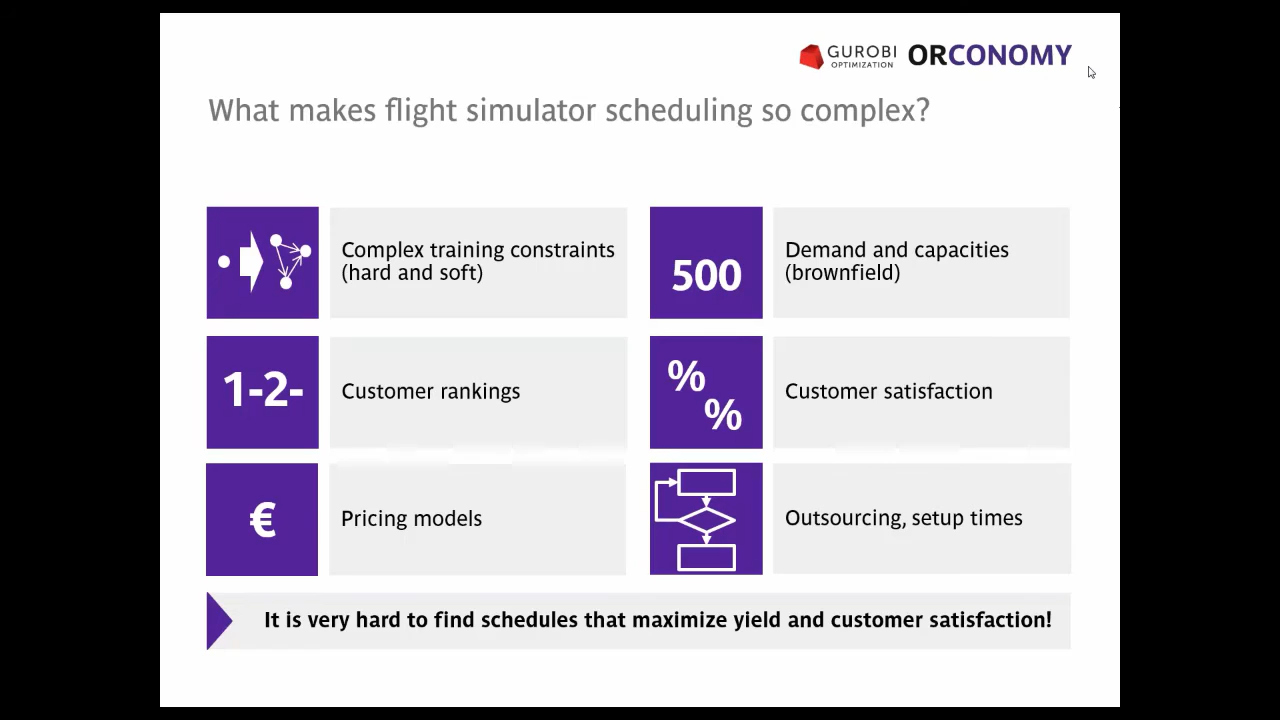 GUROBI
OPTIMIZATION
ORCONOMY
What makes flight simulator scheduling so complex?
Complex training constraints
(hard and soft)
500
Demand and capacities
(brownfield)
1-2-
Customer rankings
%
%
Customer satisfaction
€
Pricing models
Outsourcing, setup times
It is very hard to find schedules that maximize yield and customer satisfaction!